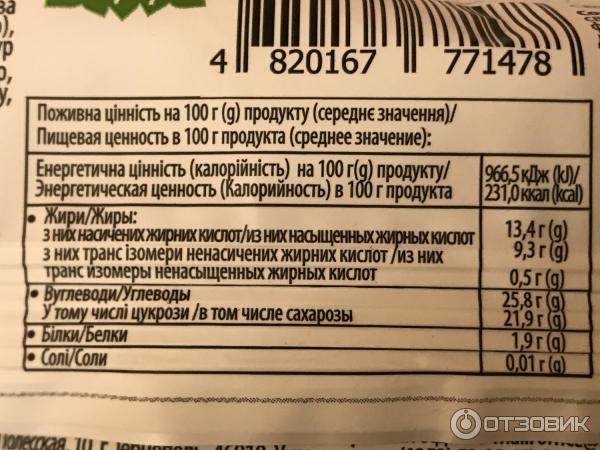 4 820167 771478
Поживна цінність на 100 г (g) продукту (середнє значення)/
Пищевая ценность в 100 г продукта (среднее значение):
Енергетична цінність (калорійність) на 100 г(g) продукту/ 966,5 кДж (kJ)/
Энергетическая ценность (Калорийность) в 100 г продукта 231,0 ккал (kcal)
• Жири/Жиры: 13,4 г (g)
з них насичених жирних кислот/из них насыщенных жирных кислот 9,3 г (g)
з них транс ізомери ненасичених жирних кислот /из них
транс изомеры ненасыщенных жирных кислот 0,5 г (g)
• Вуглеводи/Углеводы 25,8 г (g)
У тому числі цукрози /в том числе сахарозы 21,9 г (g)
• Білки/Белки 1,9 г (g)
• Солі/Соли 0,01 г (g)
ОТЗОВИК